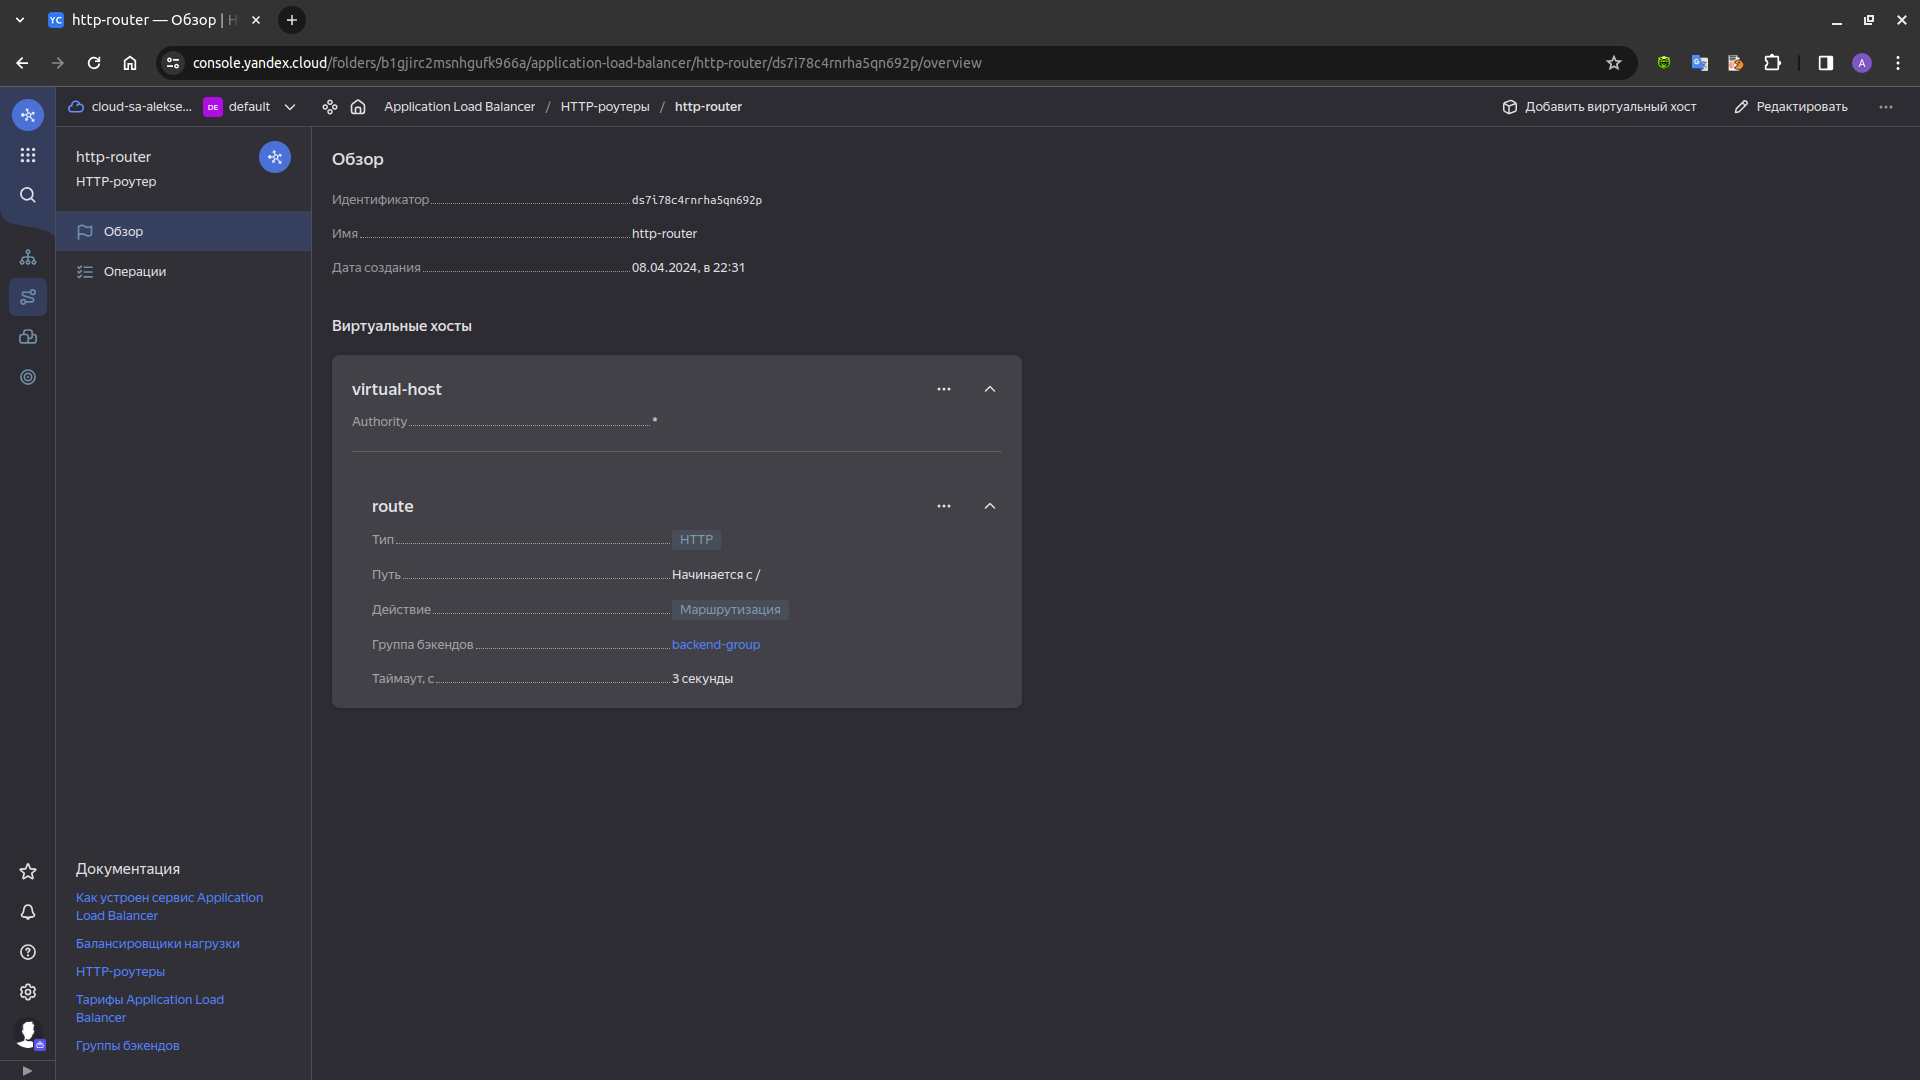 http-router — Обзор |
console.yandex.cloud/folders/b1gjirc2msnhgufk966a/application-load-balancer/http-router/ds7i78c4rnrha5qn692p/overview
A
cloud-sa-alekse... DE default
Application Load Balancer / HTTP-роутеры / http-router
Добавить виртуальный хост
Редактировать
http-router
HTTP-роутер
Обзор
Операции
Обзор
Идентификатор ds7i78c4rnrha5qn692p
Имя http-router
Дата создания 08.04.2024, в 22:31
Виртуальные хосты
virtual-host
Authority *
route
Тип HTTP
Путь Начинается с /
Действие Маршрутизация
Группа бэкендов backend-group
Таймаут, с 3 секунды
Документация
Как устроен сервис Application
Load Balancer
Балансировщики нагрузки
HTTP-роутеры
Тарифы Application Load
Balancer
Группы бэкендов